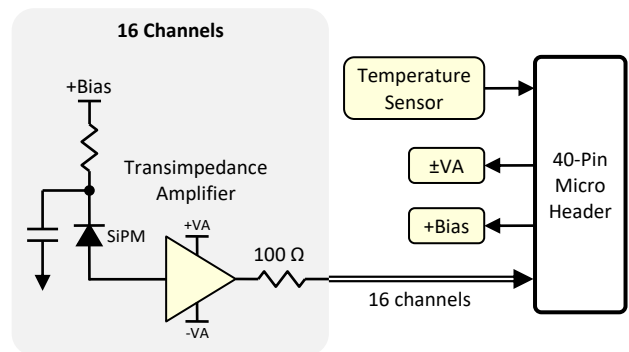 16 Channels
+Bias
Transimpedance
Amplifier
SiPM
+VA
-VA
100 Ω
16 channels
Temperature
Sensor
±VA
+Bias
40-Pin
Micro
Header